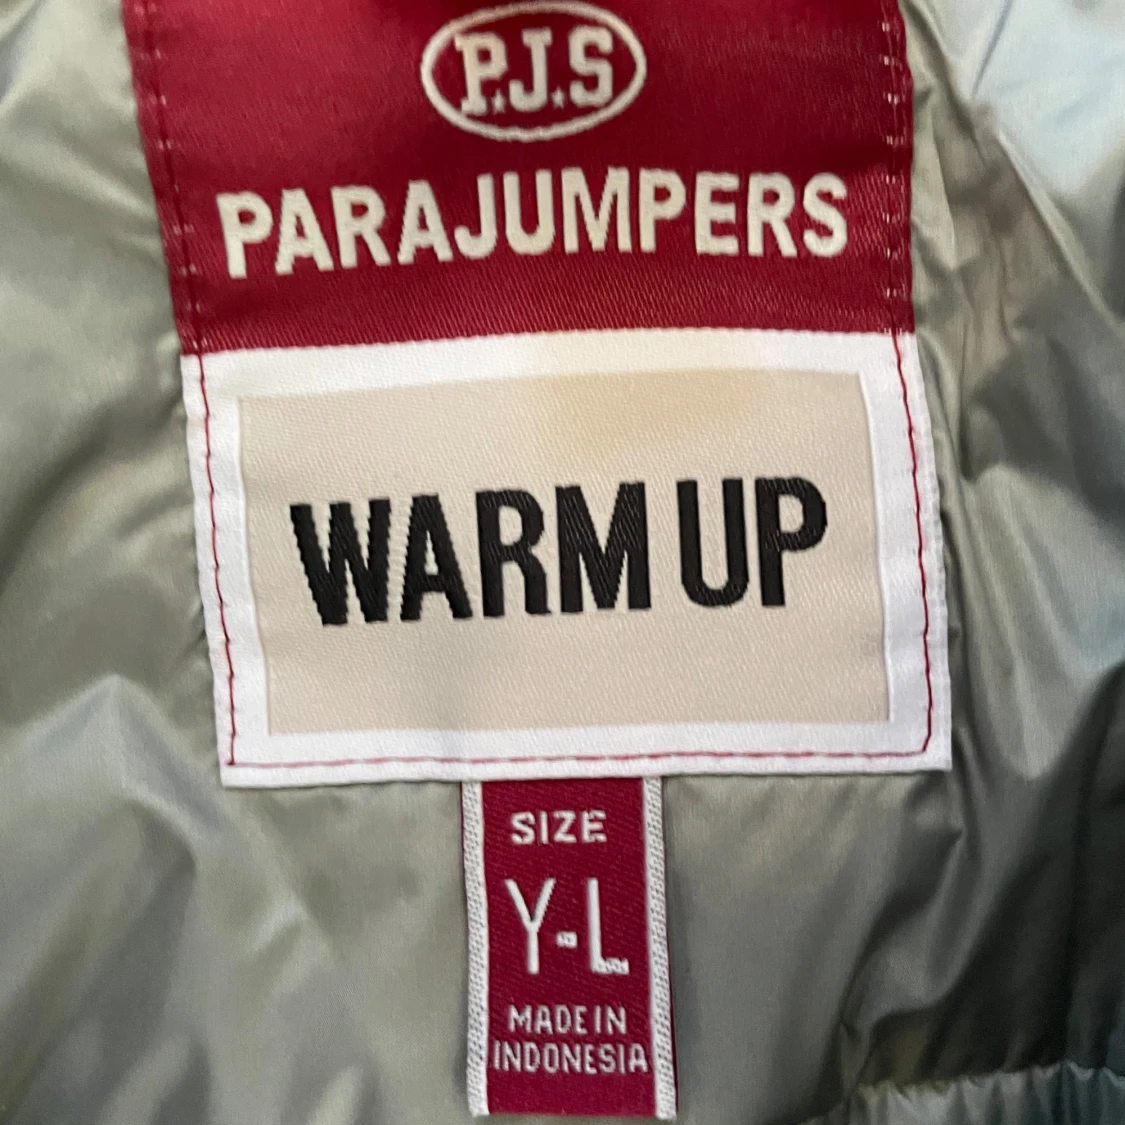 P.J.S
PARAJUMPERS
WARM UP
SIZE
Y-L
MADE IN
INDONESIA